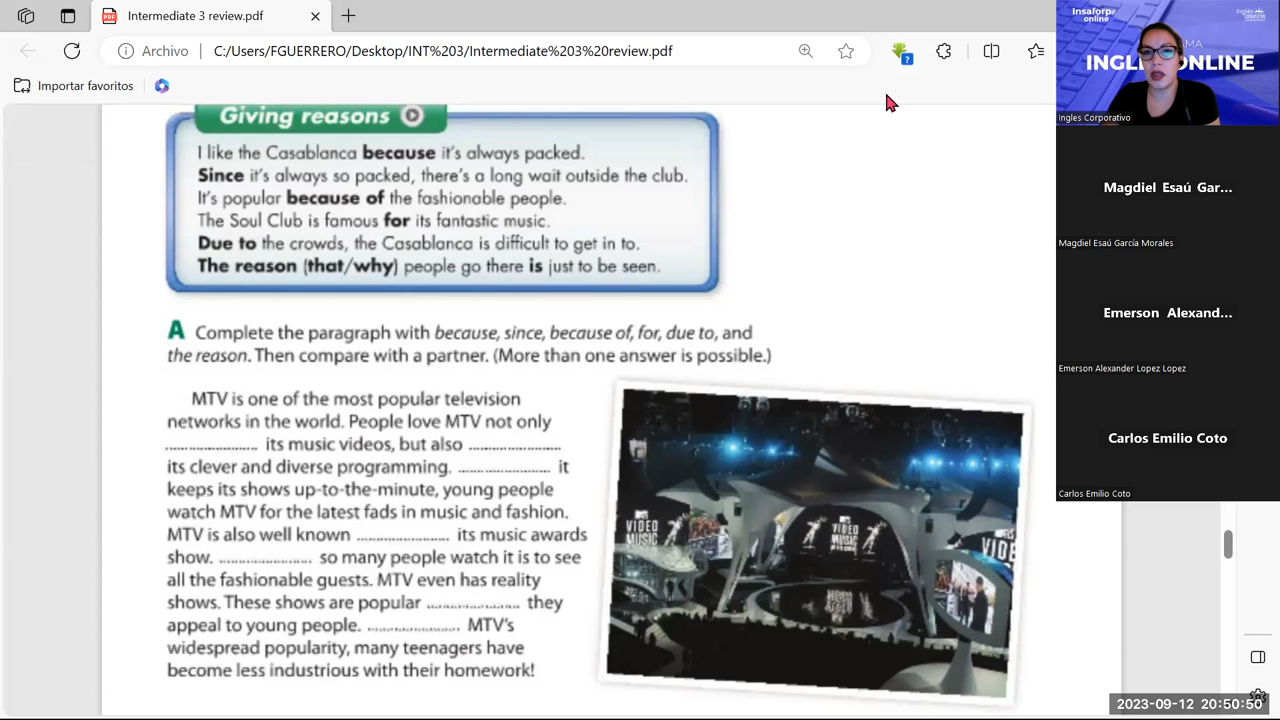 Intermediate 3 review.pdf
Archivo
C:/Users/FGUERRERO/Desktop/INT%203/Intermediate%203%20review.pdf
Importar favoritos
Giving reasons
I like the Casablanca because it's always packed.
Since it's always so packed, there's a long wait outside the club.
It's popular because of the fashionable people.
The Soul Club is famous for its fantastic music.
Due to the crowds, the Casablanca is difficult to get in to.
The reason (that/why) people go there is just to be seen.
A Complete the paragraph with because, since, because of, for, due to, and
the reason. Then compare with a partner. (More than one answer is possible.)
MTV is one of the most popular television
networks in the world. People love MTV not only
.................... its music videos, but also ....................
its clever and diverse programming. .................... it
keeps its shows up-to-the-minute, young people
watch MTV for the latest fads in music and fashion.
MTV is also well known .................... its music awards
show. .................... so many people watch it is to see
all the fashionable guests. MTV even has reality
shows. These shows are popular .................... they
appeal to young people. .................... MTV's
widespread popularity, many teenagers have
become less industrious with their homework!
VIDEO
MUSIC
VIDEO
MUSIC
Insaforp
online
INGL ONLINE
Ingles Corporativo
Magdiel Esaú Gar...
Magdiel Esaú García Morales
Emerson Alexand...
Emerson Alexander Lopez Lopez
Carlos Emilio Coto
Carlos Emilio Coto
2023-09-12 20:50:50